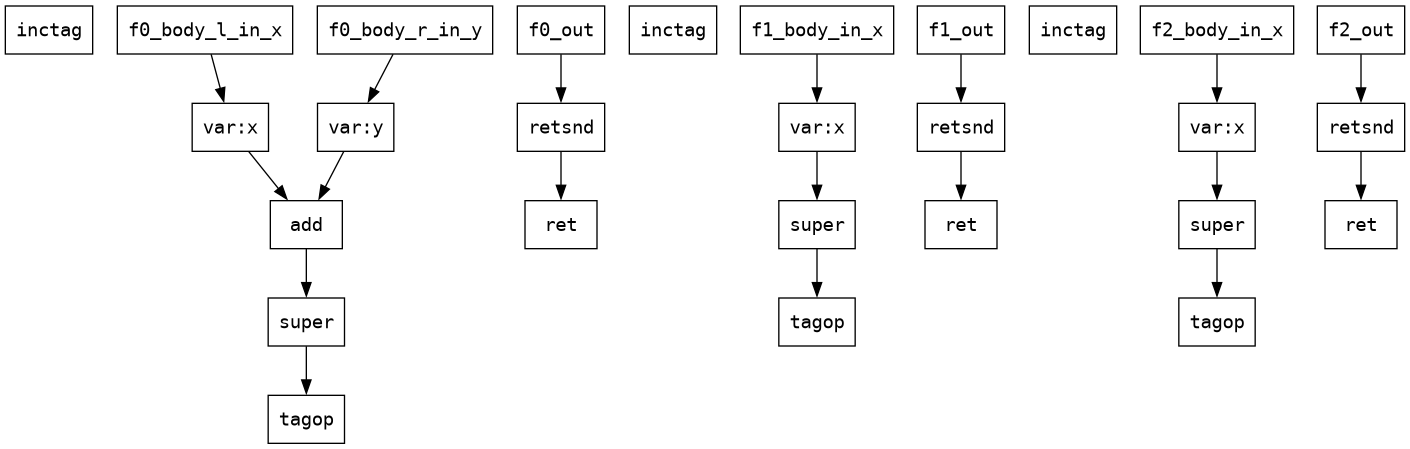 inctag f0_body_l_in_x f0_body_r_in_y f0_out inctag f1_body_in_x f1_out inctag f2_body_in_x f2_out
var:x var:y retsnd var:x retsnd var:x retsnd
add ret super ret super ret
super tagop tagop
tagop